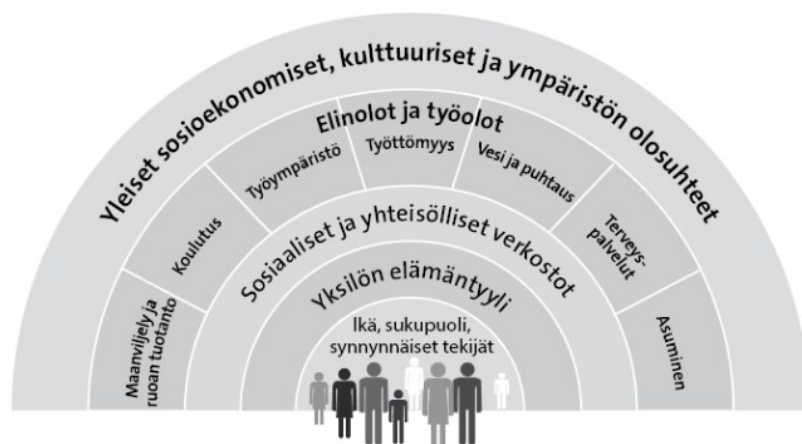 Yleiset sosioekonomiset, kulttuuriset ja ympäristön olosuhteet
Elinolot ja työolot
Maanviljely ja
ruoan tuotanto
Koulutus
Työympäristö
Työttömyys
Vesi ja puhtaus
Terveys-
palvelut
Asuminen
Sosiaaliset ja yhteisölliset verkostot
Yksilön elämäntyyli
Ikä, sukupuoli,
synnynnäiset tekijät